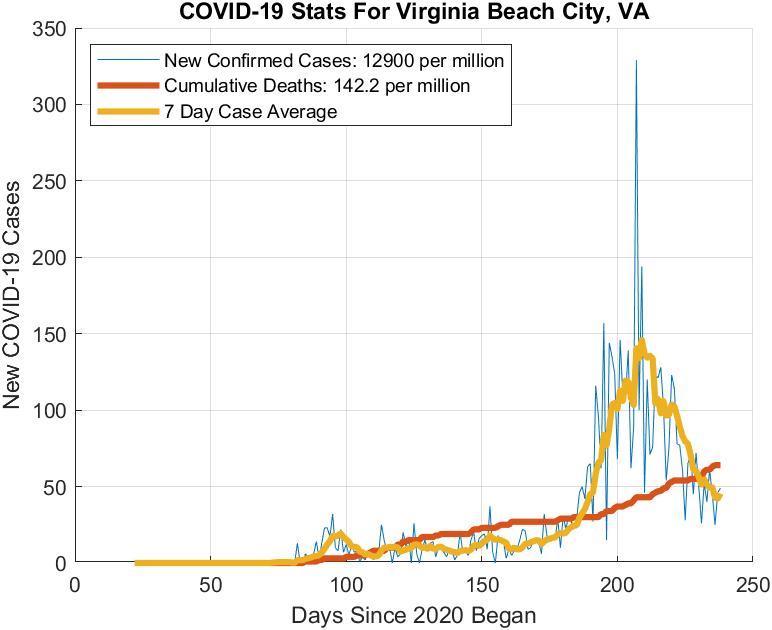 COVID-19 Stats For Virginia Beach City, VA
New Confirmed Cases: 12900 per million
Cumulative Deaths: 142.2 per million
7 Day Case Average
New COVID-19 Cases
350
300
250
200
150
100
50
0
0 50 100 150 200 250
Days Since 2020 Began